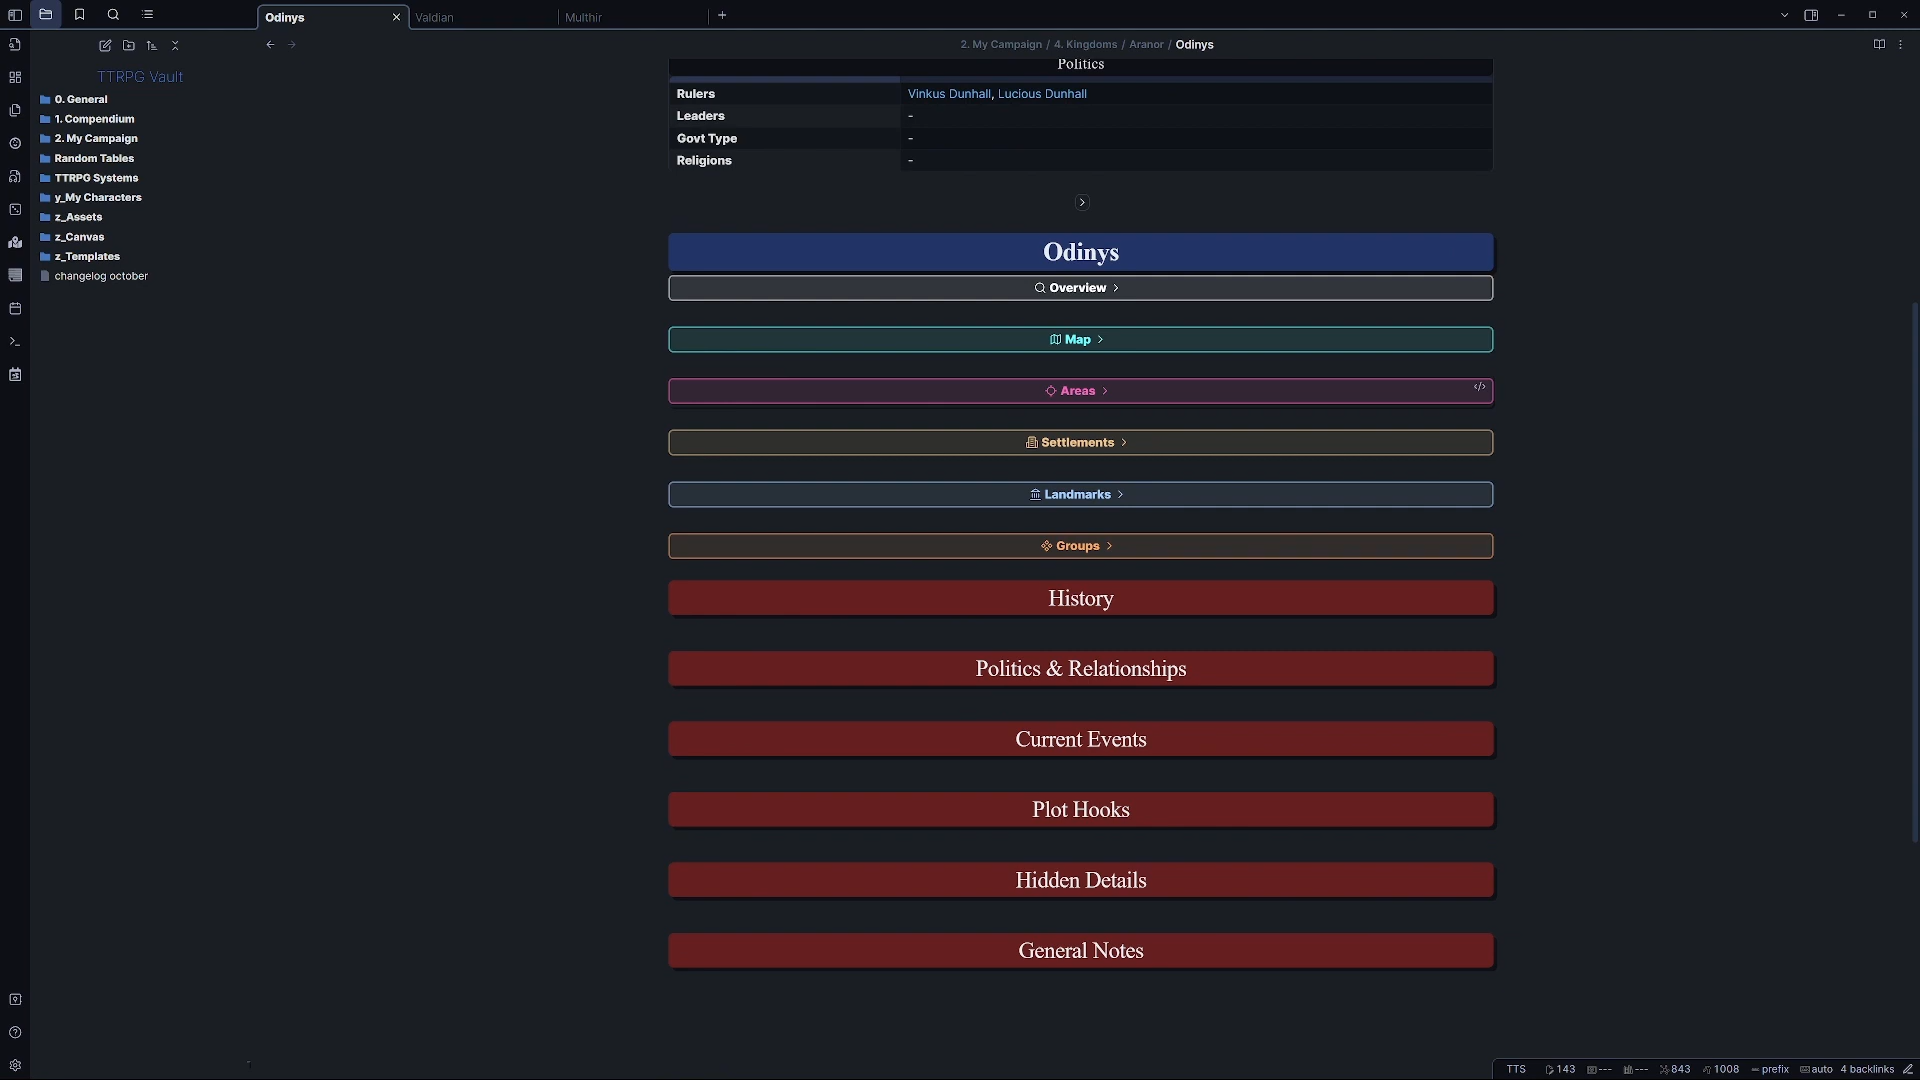 Odinys
Valdian
Multhir
2. My Campaign / 4. Kingdoms / Aranor / Odinys
TTRPG Vault
0. General
1. Compendium
2. My Campaign
Random Tables
TTRPG Systems
y_My Characters
z_Assets
z_Canvas
z_Templates
changelog october
Politics
Rulers Vinkus Dunhall, Lucious Dunhall
Leaders -
Govt Type -
Religions -
Odinys
Overview
Map
Areas
Settlements
Landmarks
Groups
History
Politics & Relationships
Current Events
Plot Hooks
Hidden Details
General Notes
TTS 143 --- --- 843 1008 prefix auto 4 backlinks